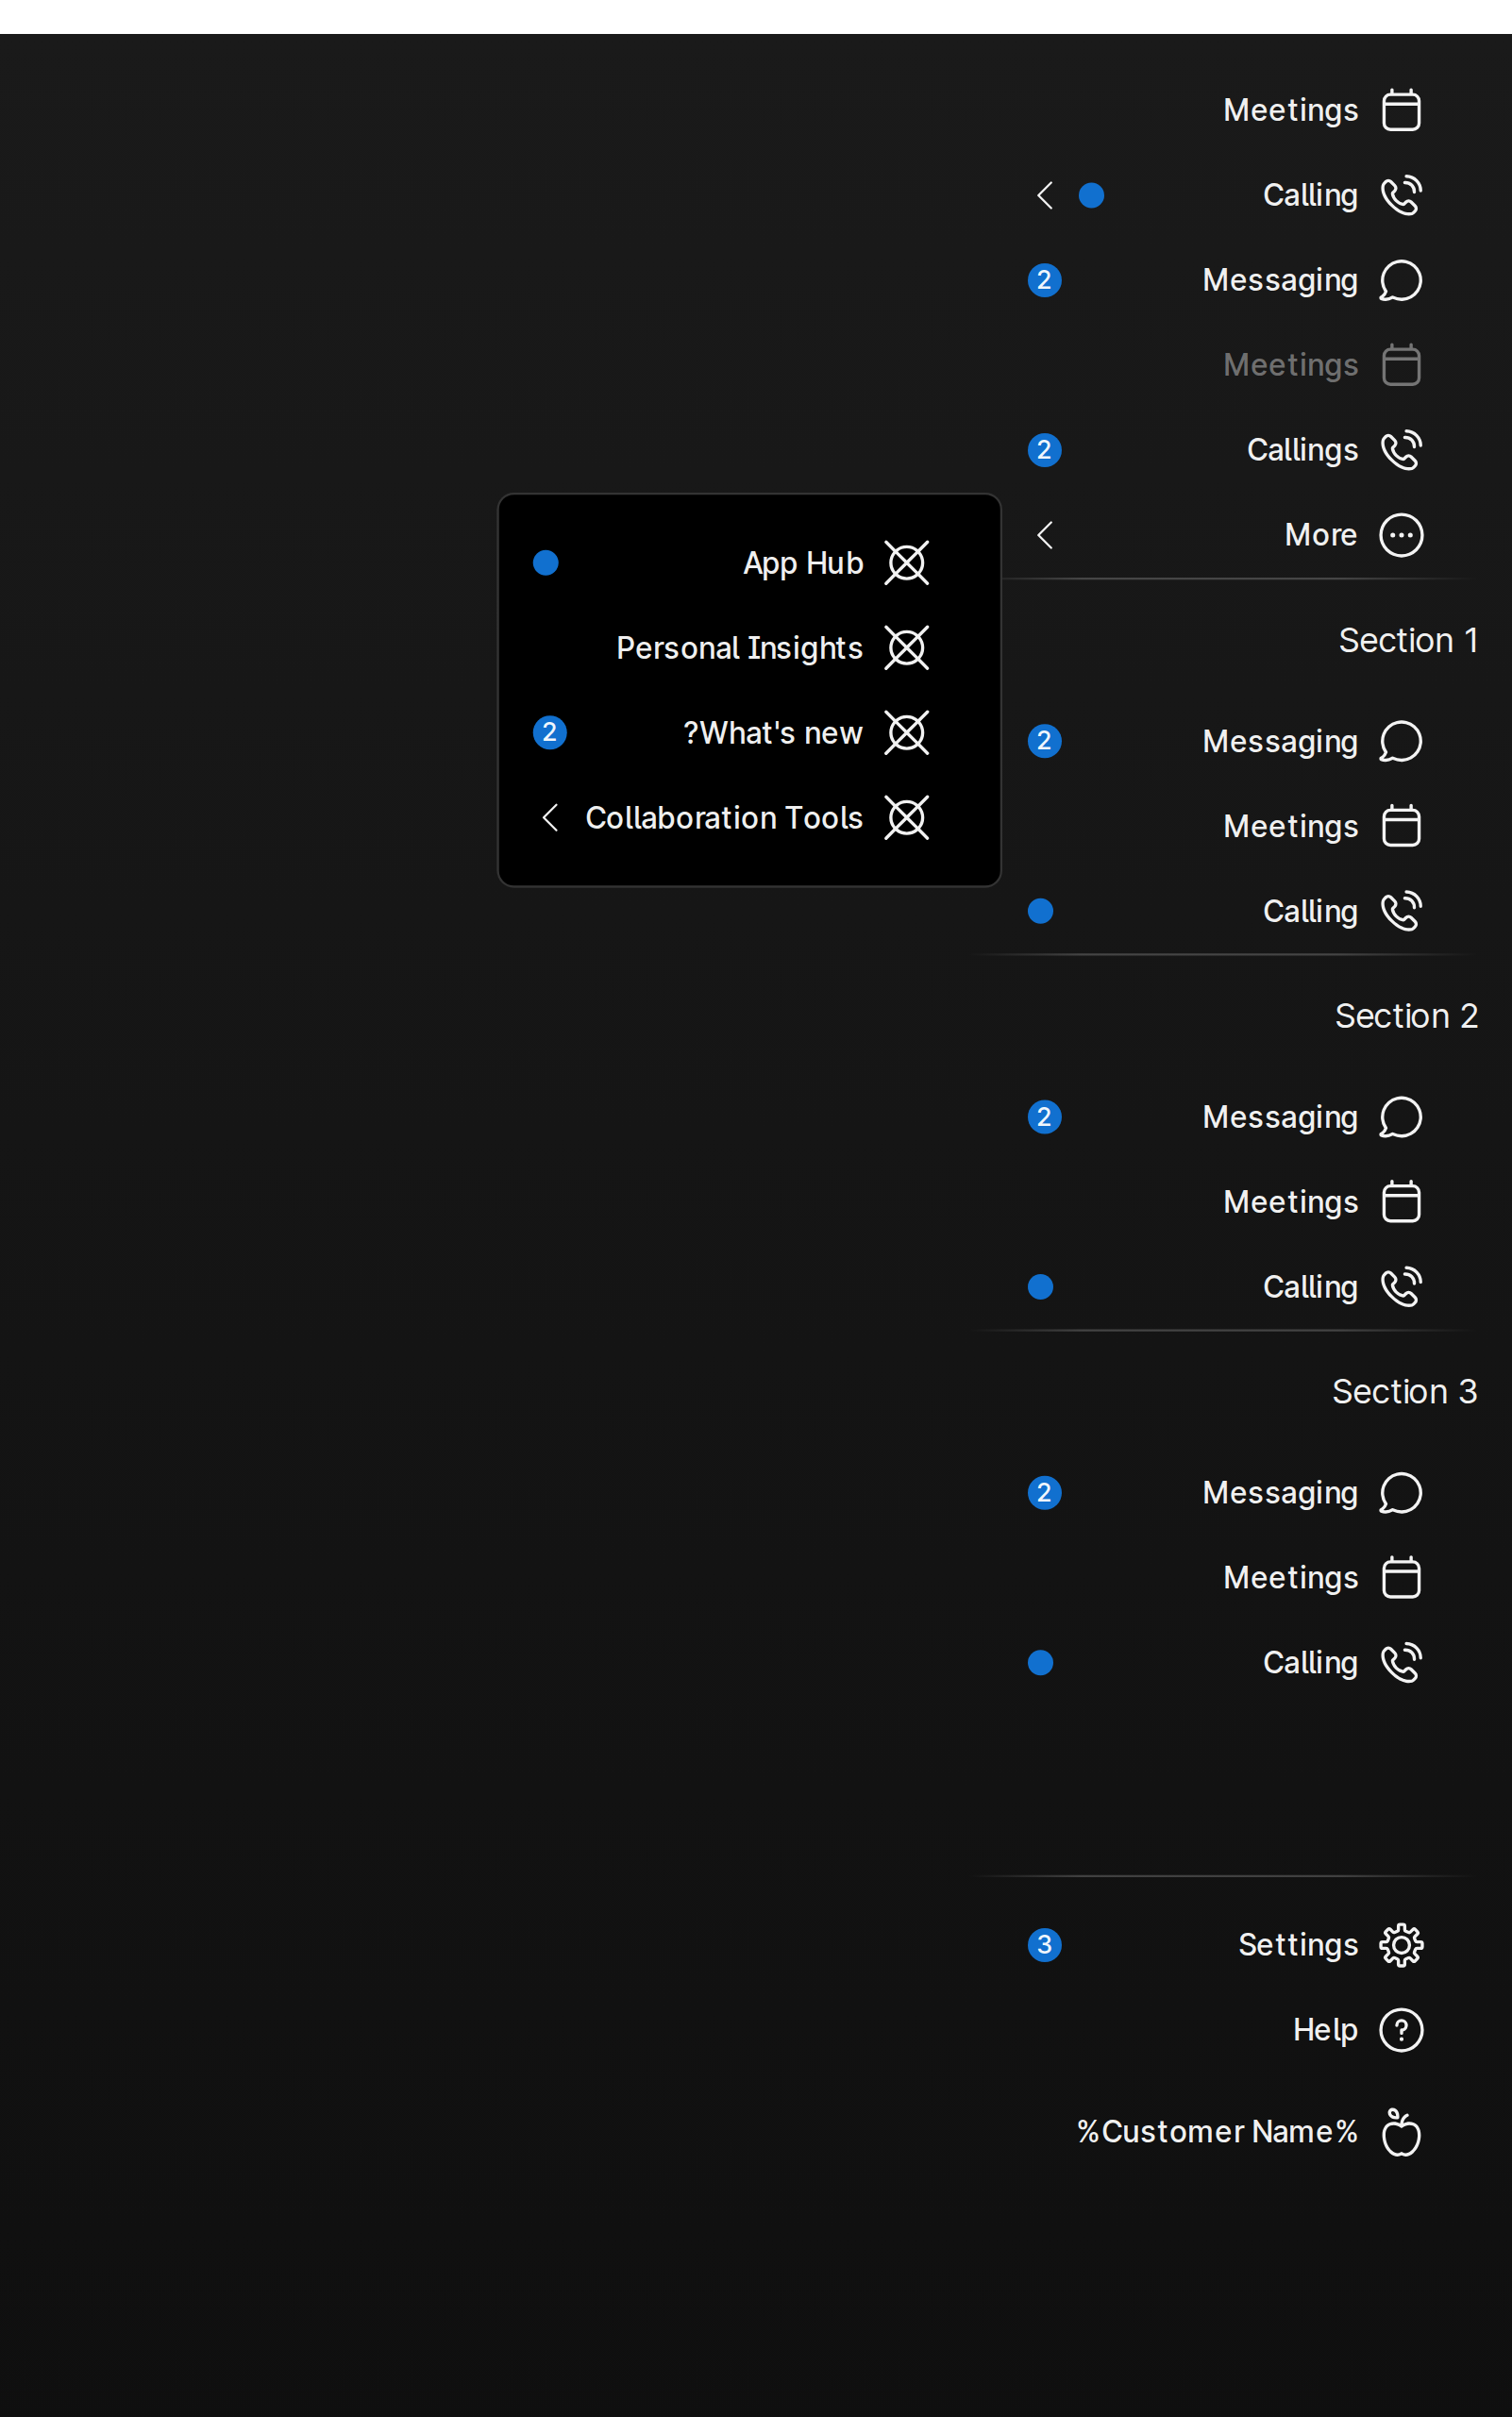 Meetings
Calling
Messaging 2
Meetings
Callings 2
More
App Hub
Personal Insights
?What's new 2
Collaboration Tools
Section 1
Messaging 2
Meetings
Calling
Section 2
Messaging 2
Meetings
Calling
Section 3
Messaging 2
Meetings
Calling
Settings 3
Help
%Customer Name%